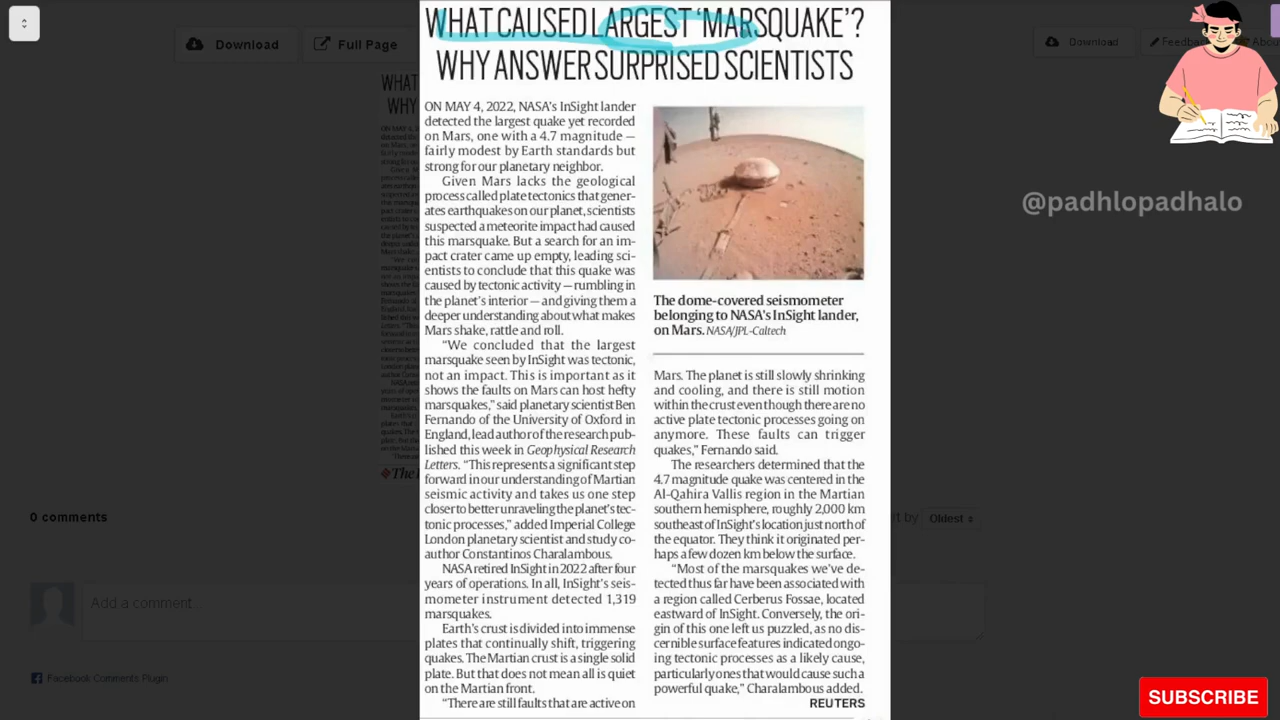 WHAT CAUSED LARGEST ‘MARSQUAKE’?
WHY ANSWER SURPRISED SCIENTISTS
ON MAY 4, 2022, NASA's InSight lander
detected the largest quake yet recorded
on Mars, one with a 4.7 magnitude —
fairly modest by Earth standards but
strong for our planetary neighbor.
Given Mars lacks the geological
process called plate tectonics that gener-
ates earthquakes on our planet, scientists
suspected a meteorite impact had caused
this marsquake. But a search for an im-
pact crater came up empty, leading sci-
entists to conclude that this quake was
caused by tectonic activity — rumbling in
the planet's interior — and giving them a
deeper understanding about what makes
Mars shake, rattle and roll.
“We concluded that the largest
marsquake seen by InSight was tectonic,
not an impact. This is important as it
shows the faults on Mars can host hefty
marsquakes,” said planetary scientist Ben
Fernando of the University of Oxford in
England, lead author of the research pub-
lished this week in Geophysical Research
Letters. “This represents a significant step
forward in our understanding of Martian
seismic activity and takes us one step
closer to better unraveling the planet's tec-
tonic processes,” added Imperial College
London planetary scientist and study co-
author Constantinos Charalambous.
NASA retired InSight in 2022 after four
years of operations. In all, InSight's seis-
mometer instrument detected 1,319
marsquakes.
Earth's crust is divided into immense
plates that continually shift, triggering
quakes. The Martian crust is a single solid
plate. But that does not mean all is quiet
on the Martian front.
“There are still faults that are active on
The dome-covered seismometer
belonging to NASA's InSight lander,
on Mars. NASA/JPL-Caltech
Mars. The planet is still slowly shrinking
and cooling, and there is still motion
within the crust even though there are no
active plate tectonic processes going on
anymore. These faults can trigger
quakes,” Fernando said.
The researchers determined that the
4.7 magnitude quake was centered in the
Al-Qahira Vallis region in the Martian
southern hemisphere, roughly 2,000 km
southeast of InSight's location just north of
the equator. They think it originated per-
haps a few dozen km below the surface.
“Most of the marsquakes we've de-
tected thus far have been associated with
a region called Cerberus Fossae, located
eastward of InSight. Conversely, the ori-
gin of this one left us puzzled, as no dis-
cernible surface features indicated ongo-
ing tectonic processes as a likely cause,
particularly ones that would cause such a
powerful quake,” Charalambous added.
REUTERS
Download
Full Page
Download
Feedback
@padhlopadhalo
0 comments
by
Oldest
Add a comment...
Facebook Comments Plugin
SUBSCRIBE